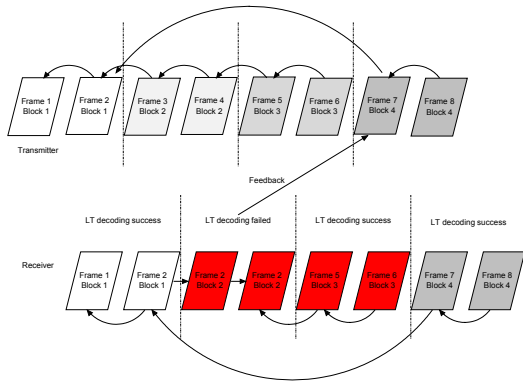 Frame 1
Block 1
Frame 2
Block 1
Frame 3
Block 2
Frame 4
Block 2
Frame 5
Block 3
Frame 6
Block 3
Frame 7
Block 4
Frame 8
Block 4
Transmitter
Feedback
LT decoding success
LT decoding failed
LT decoding success
LT decoding success
Receiver
Frame 1
Block 1
Frame 2
Block 1
Frame 2
Block 2
Frame 2
Block 2
Frame 5
Block 3
Frame 6
Block 3
Frame 7
Block 4
Frame 8
Block 4